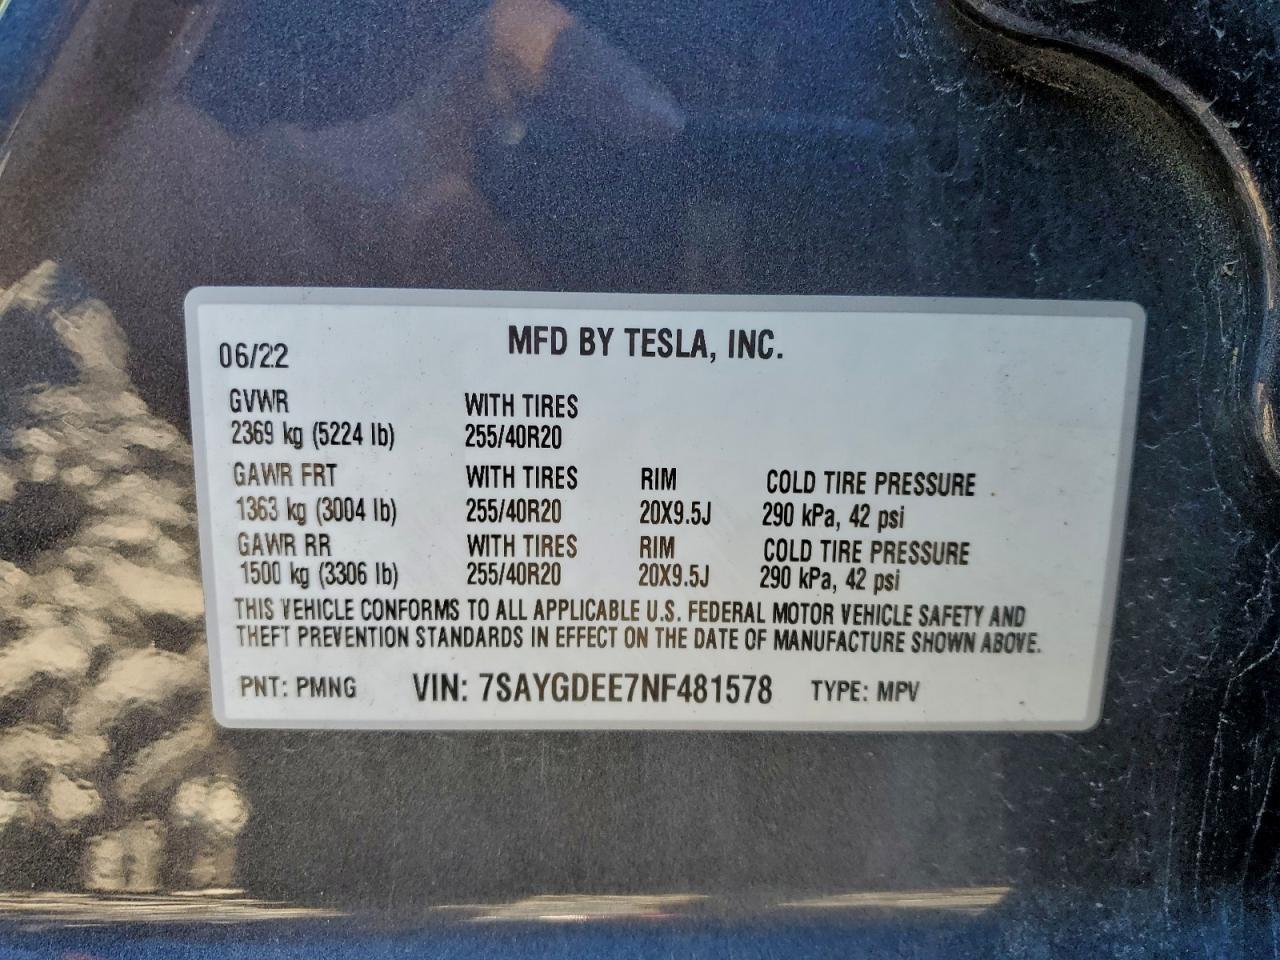 MFD BY TESLA, INC.
06/22
GVWR WITH TIRES
2369 kg (5224 lb) 255/40R20
GAWR FRT WITH TIRES RIM COLD TIRE PRESSURE
1363 kg (3004 lb) 255/40R20 20X9.5J 290 kPa, 42 psi
GAWR RR WITH TIRES RIM COLD TIRE PRESSURE
1500 kg (3306 lb) 255/40R20 20X9.5J 290 kPa, 42 psi
THIS VEHICLE CONFORMS TO ALL APPLICABLE U.S. FEDERAL MOTOR VEHICLE SAFETY AND
THEFT PREVENTION STANDARDS IN EFFECT ON THE DATE OF MANUFACTURE SHOWN ABOVE.
PNT: PMNG VIN: 7SAYGDEE7NF481578 TYPE: MPV